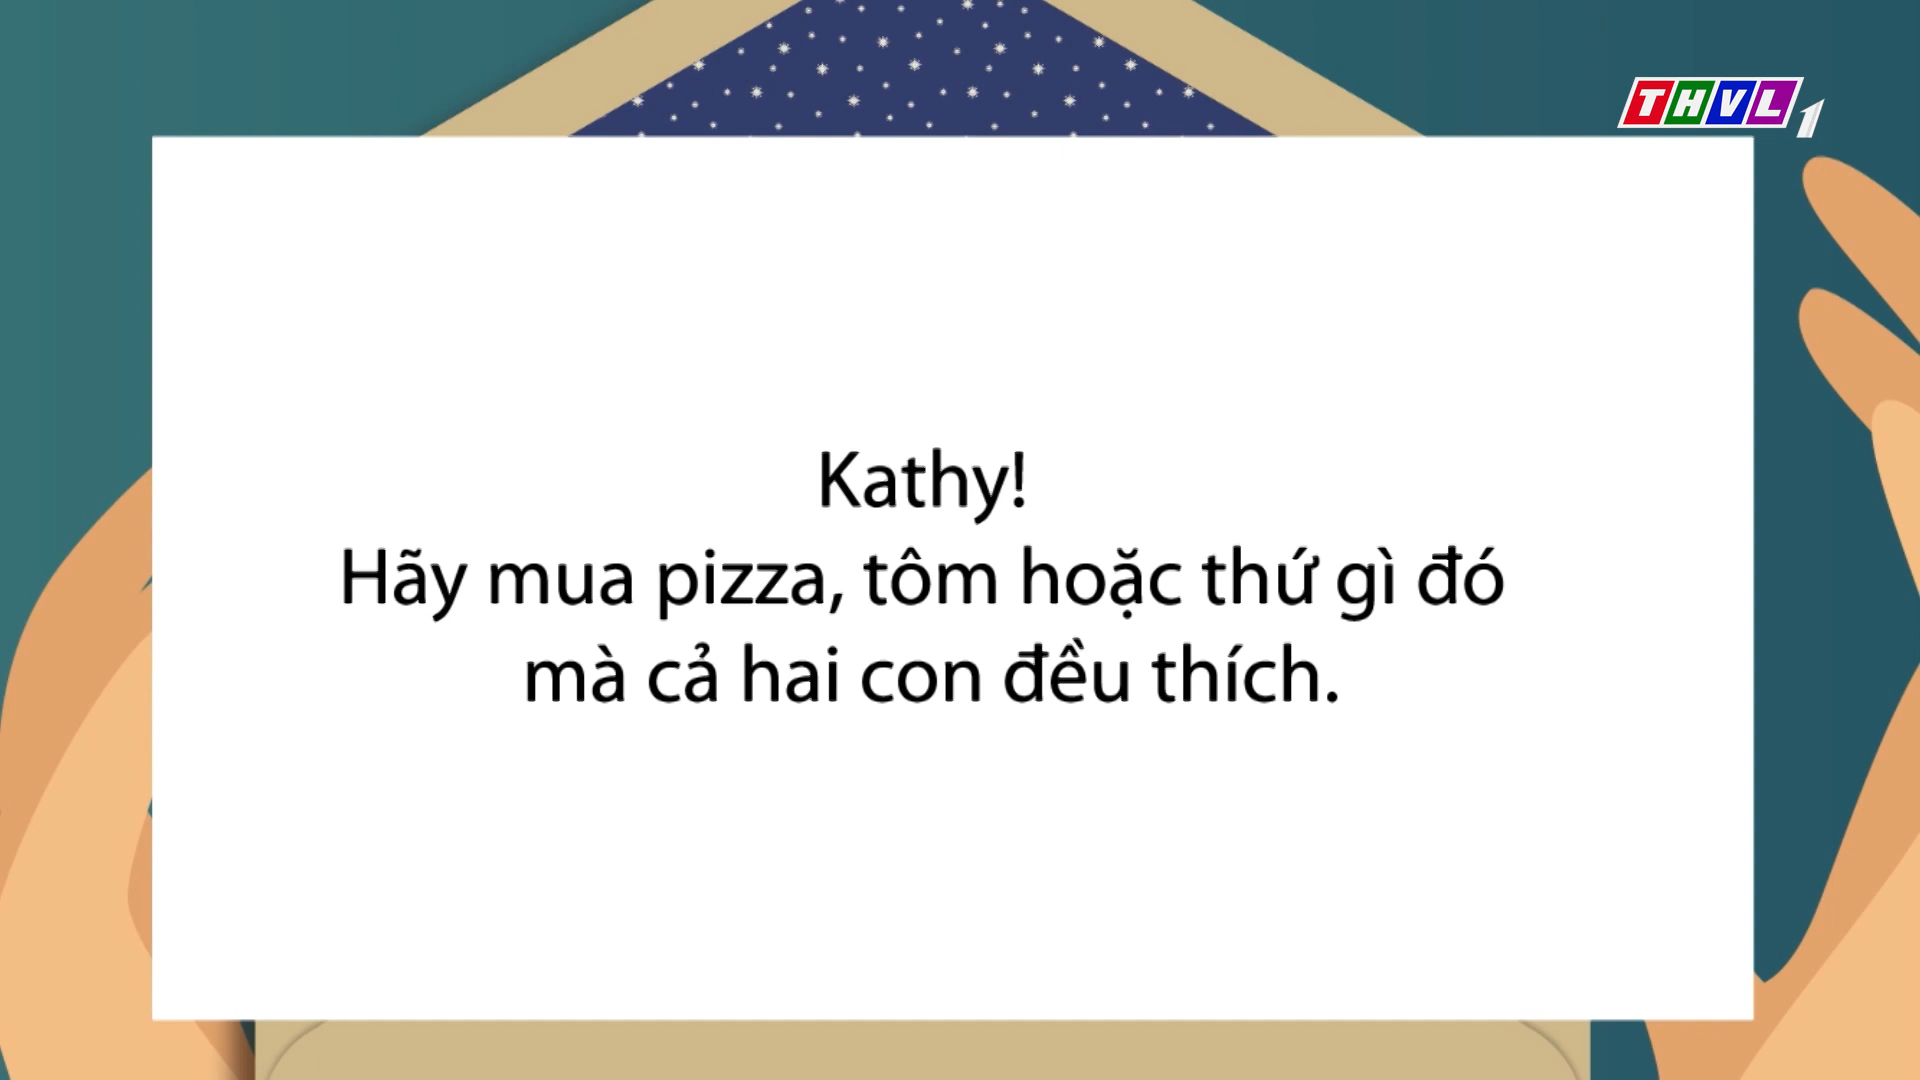 THVL1
Kathy!
Hãy mua pizza, tôm hoặc thứ gì đó
mà cả hai con đều thích.